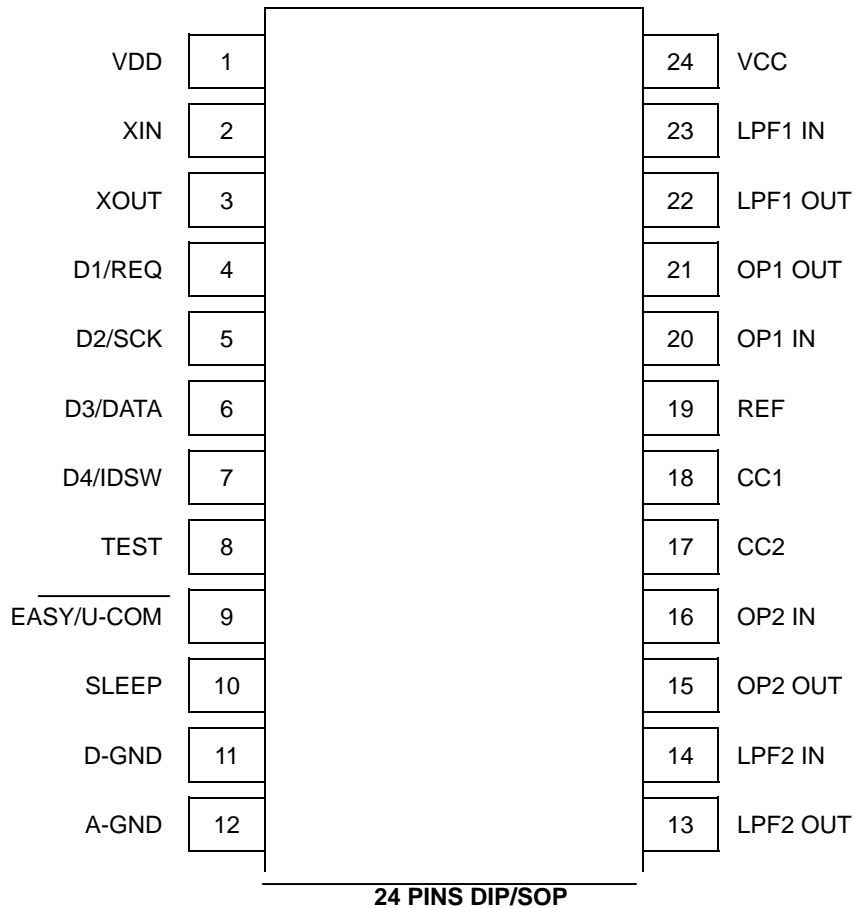 VDD 1 24 VCC
XIN 2 23 LPF1 IN
XOUT 3 22 LPF1 OUT
D1/REQ 4 21 OP1 OUT
D2/SCK 5 20 OP1 IN
D3/DATA 6 19 REF
D4/IDSW 7 18 CC1
TEST 8 17 CC2
EASY/U-COM 9 16 OP2 IN
SLEEP 10 15 OP2 OUT
D-GND 11 14 LPF2 IN
A-GND 12 13 LPF2 OUT
24 PINS DIP/SOP